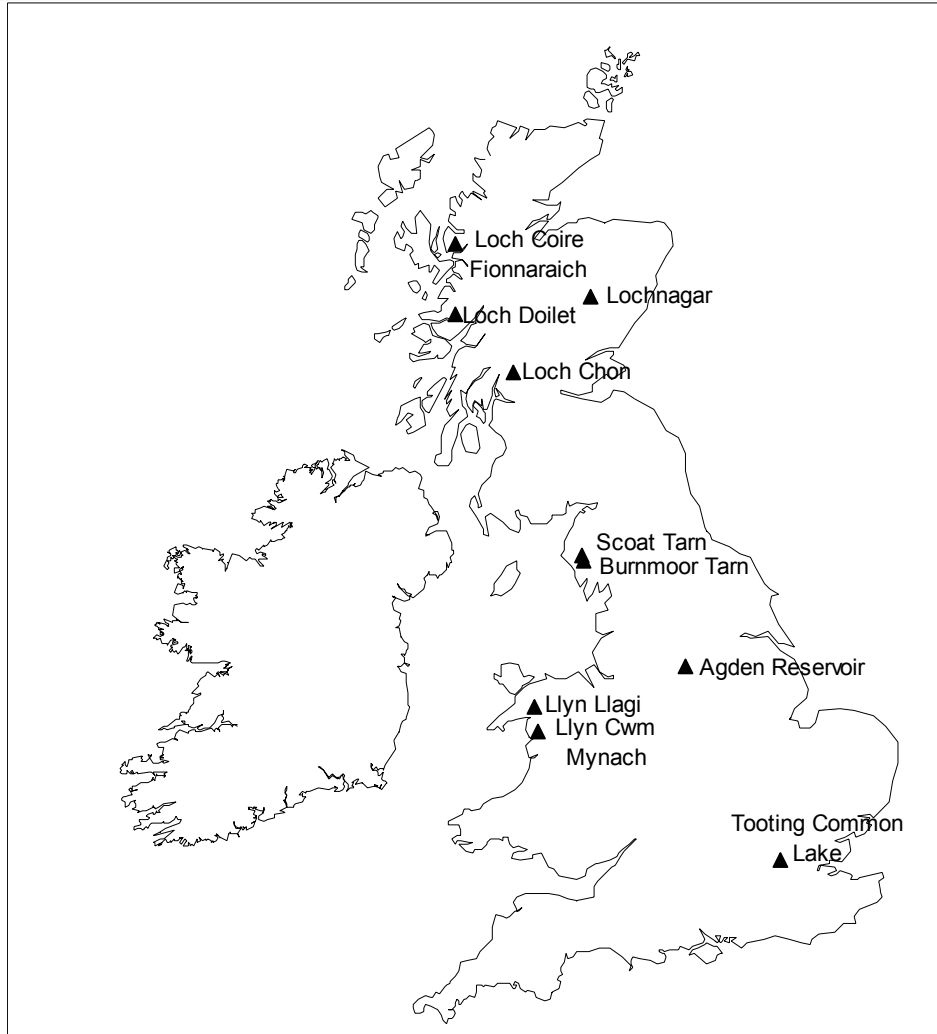 Loch Coire
Fionnaraich
Lochnagar
Loch Doilet
Loch Chon
Scoat Tarn
Burnmoor Tarn
Agden Reservoir
Llyn Llagi
Llyn Cwm
Mynach
Tooting Common
Lake